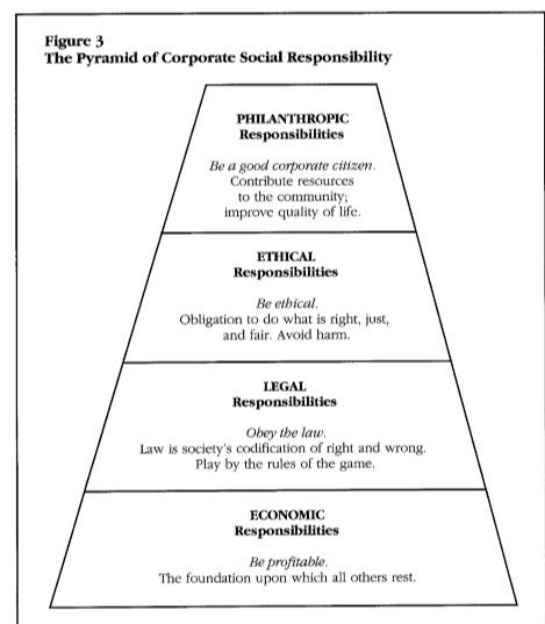 Figure 3
The Pyramid of Corporate Social Responsibility
PHILANTHROPIC
Responsibilities
Be a good corporate citizen.
Contribute resources
to the community;
improve quality of life.
ETHICAL
Responsibilities
Be ethical.
Obligation to do what is right, just,
and fair. Avoid harm.
LEGAL
Responsibilities
Obey the law.
Law is society's codification of right and wrong.
Play by the rules of the game.
ECONOMIC
Responsibilities
Be profitable.
The foundation upon which all others rest.